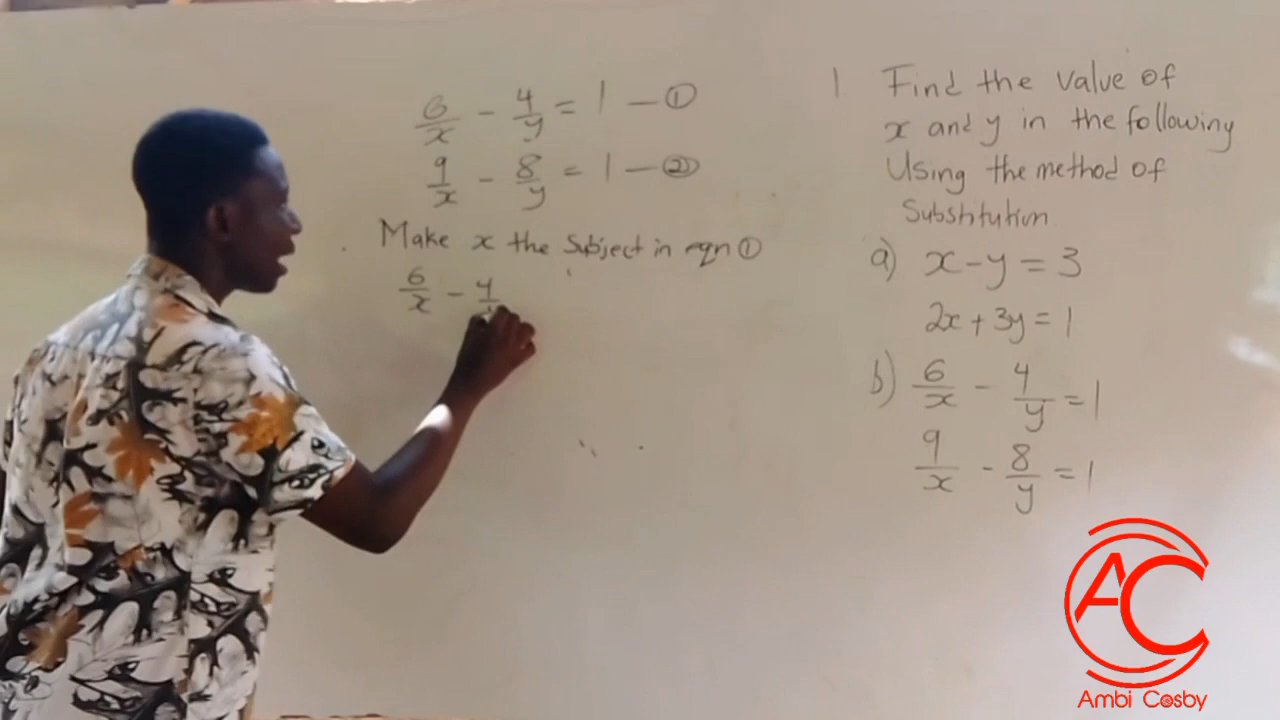 6/x - 4/y = 1 — ①
9/x - 8/y = 1 — ②
Make x the Subject in eqn ①
6/x - 4/
1 Find the value of
x and y in the following
Using the method of
Substitution
a) x - y = 3
2x + 3y = 1
b) 6/x - 4/y = 1
9/x - 8/y = 1
AC
Ambi Cosby